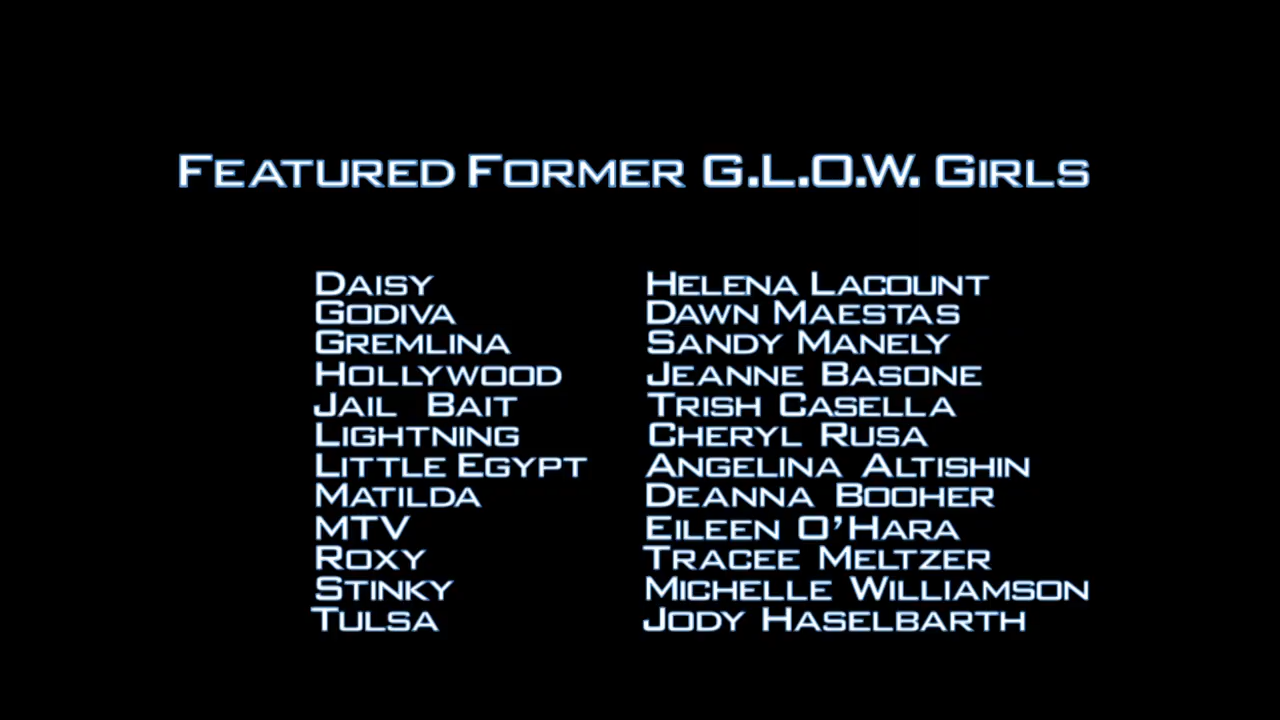 Featured Former G.L.O.W. Girls
Daisy Helena Lacount
Godiva Dawn Maestas
Gremlina Sandy Manely
Hollywood Jeanne Basone
Jail Bait Trish Casella
Lightning Cheryl Rusa
Little Egypt Angelina Altishin
Matilda Deanna Booher
MTV Eileen O'Hara
Roxy Tracee Meltzer
Stinky Michelle Williamson
Tulsa Jody Haselbarth